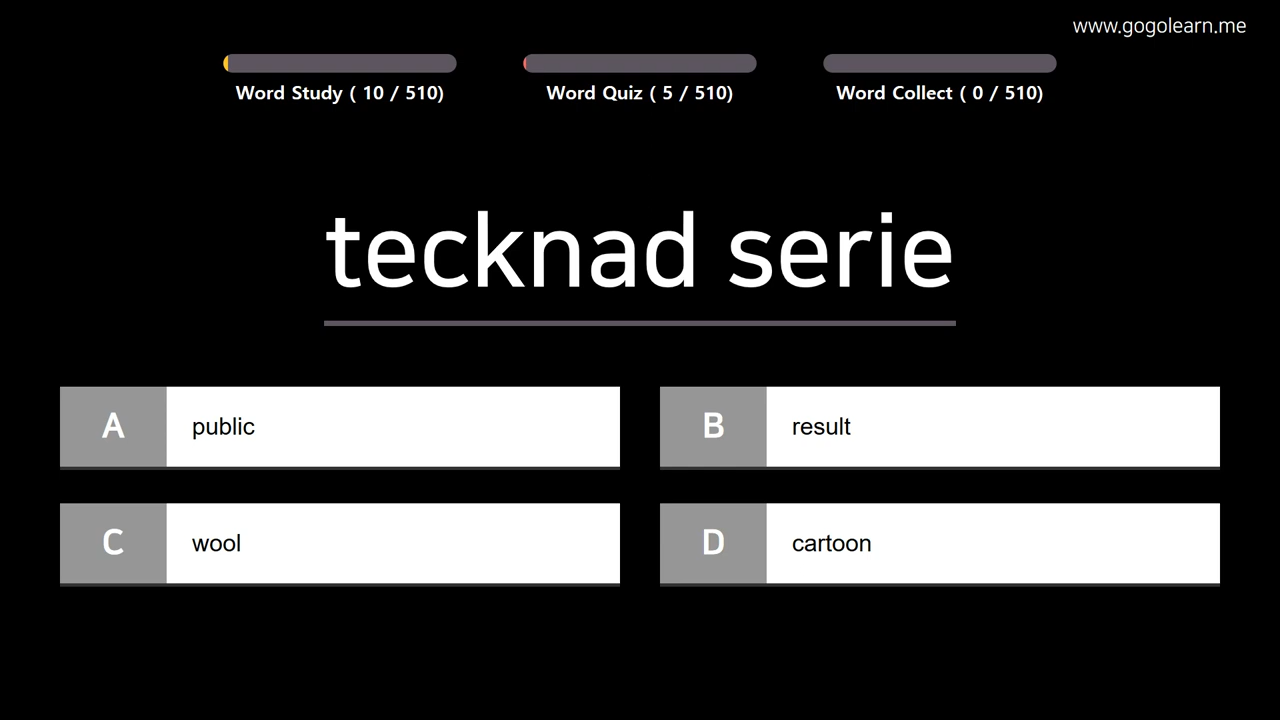 www.gogolearn.me
Word Study ( 10 / 510)
Word Quiz ( 5 / 510)
Word Collect ( 0 / 510)
tecknad serie
A public
B result
C wool
D cartoon